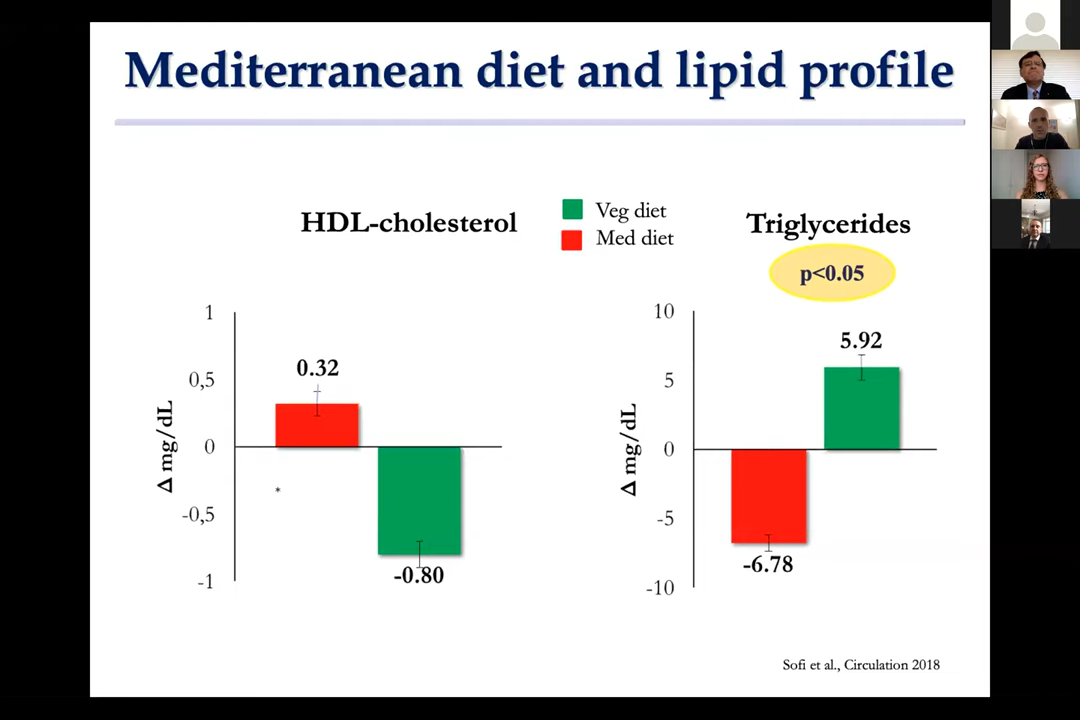 Mediterranean diet and lipid profile
HDL-cholesterol
Veg diet
Med diet
Triglycerides
p<0.05
1
0,5
0
-0,5
-1
Δ mg/dL
0.32
*
-0.80
10
5
0
-5
-10
Δ mg/dL
5.92
-6.78
Sofi et al., Circulation 2018